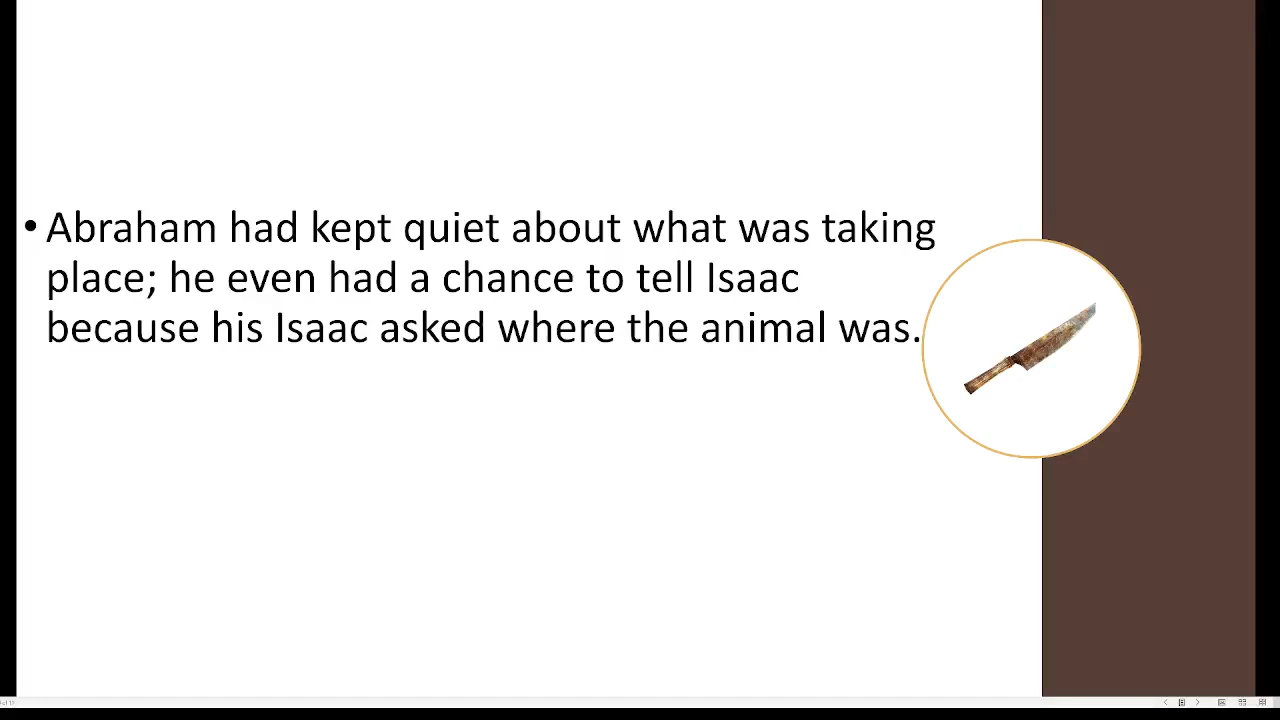 • Abraham had kept quiet about what was taking
place; he even had a chance to tell Isaac
because his Isaac asked where the animal was.